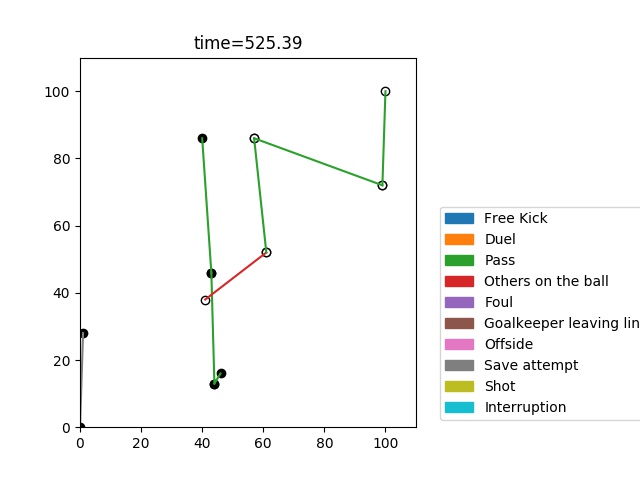 time=525.39
100
80
60
40
20
0
0 20 40 60 80 100
Free Kick
Duel
Pass
Others on the ball
Foul
Goalkeeper leaving lin
Offside
Save attempt
Shot
Interruption